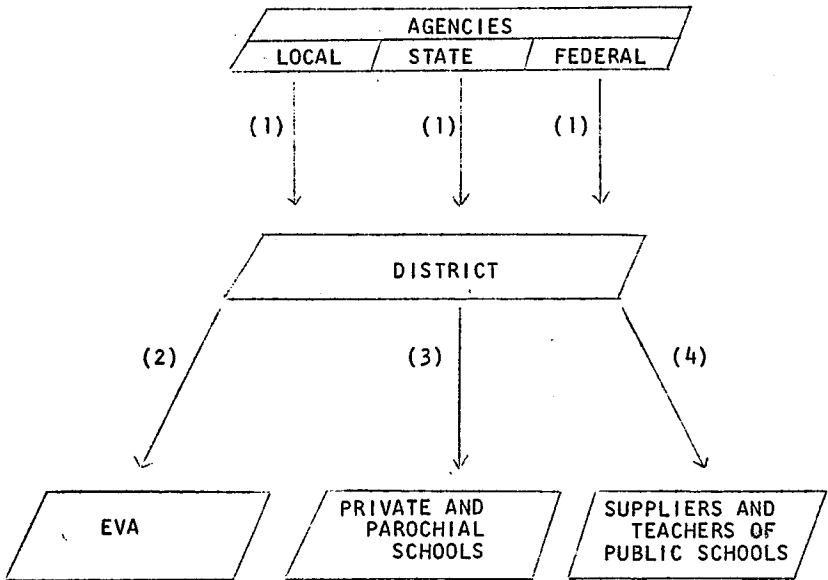 AGENCIES
LOCAL / STATE / FEDERAL
(1) (1) (1)
DISTRICT
(2) (3) (4)
EVA
PRIVATE AND
PAROCHIAL
SCHOOLS
SUPPLIERS AND
TEACHERS OF
PUBLIC SCHOOLS